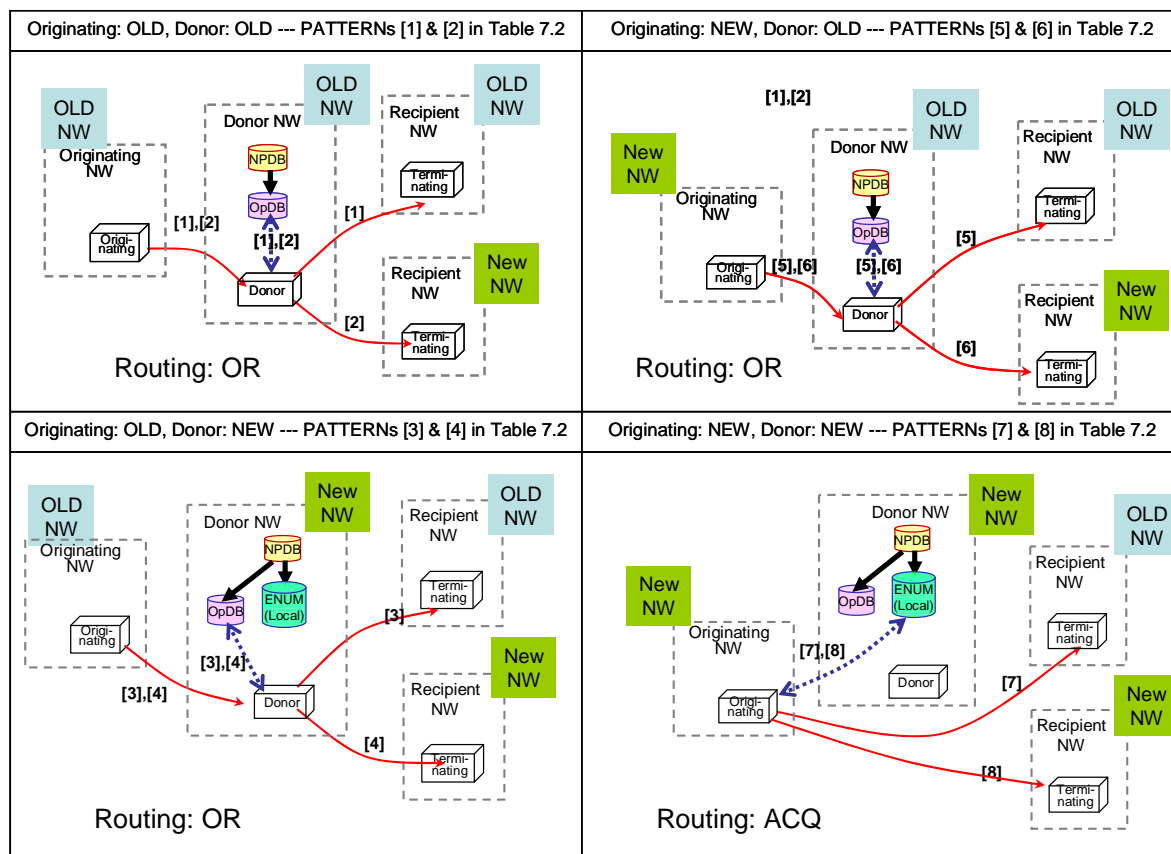 Originating: OLD, Donor: OLD --- PATTERNs [1] & [2] in Table 7.2
OLD
NW
Originating
NW
Origi-
nating
[1],[2]
OLD
NW
Donor NW
NPDB
OpDB
[1],[2]
Donor
OLD
NW
Recipient
NW
Termi-
nating
[1]
New
NW
Recipient
NW
Termi-
nating
[2]
Routing: OR
Originating: NEW, Donor: OLD --- PATTERNs [5] & [6] in Table 7.2
[1],[2]
New
NW
Originating
NW
Origi-
nating
[5],[6]
OLD
NW
Donor NW
NPDB
OpDB
[5],[6]
Donor
OLD
NW
Recipient
NW
Termi-
nating
[5]
New
NW
Recipient
NW
Termi-
nating
[6]
Routing: OR
Originating: OLD, Donor: NEW --- PATTERNs [3] & [4] in Table 7.2
OLD
NW
Originating
NW
Origi-
nating
[3],[4]
New
NW
Donor NW
NPDB
OpDB
ENUM
(Local)
[3],[4]
Donor
OLD
NW
Recipient
NW
Termi-
nating
[3]
New
NW
Recipient
NW
Termi-
nating
[4]
Routing: OR
Originating: NEW, Donor: NEW --- PATTERNs [7] & [8] in Table 7.2
New
NW
Originating
NW
Origi-
nating
[7],[8]
New
NW
Donor NW
NPDB
OpDB
ENUM
(Local)
Donor
OLD
NW
Recipient
NW
Termi-
nating
[7]
New
NW
Recipient
NW
Termi-
nating
[8]
Routing: ACQ